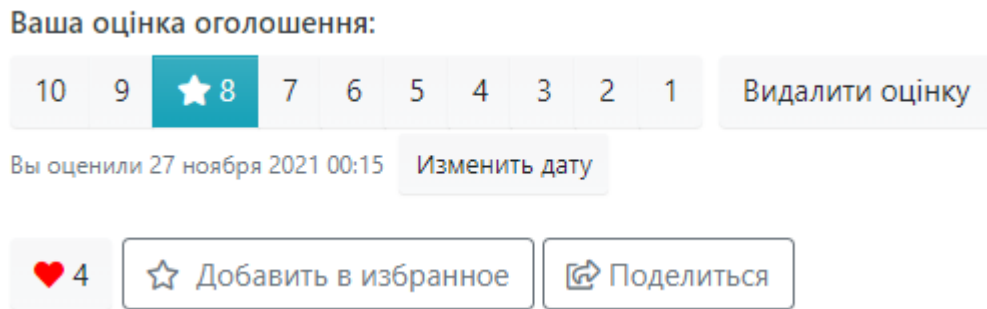 Ваша оцінка оголошення:
10 9 8 7 6 5 4 3 2 1 Видалити оцінку
Вы оценили 27 ноября 2021 00:15 Изменить дату
4 Добавить в избранное Поделиться